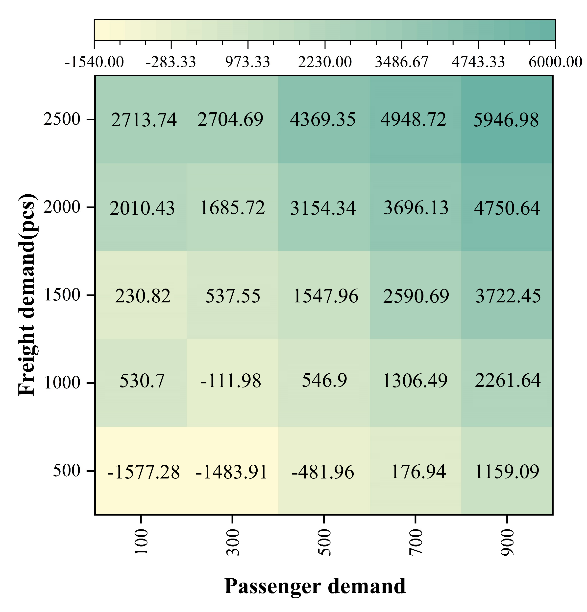 -1540.00 -283.33 973.33 2230.00 3486.67 4743.33 6000.00
2500 2713.74 2704.69 4369.35 4948.72 5946.98
2000 2010.43 1685.72 3154.34 3696.13 4750.64
1500 230.82 537.55 1547.96 2590.69 3722.45
1000 530.7 -111.98 546.9 1306.49 2261.64
500 -1577.28 -1483.91 -481.96 176.94 1159.09
Freight demand(pcs)
100 300 500 700 900
Passenger demand